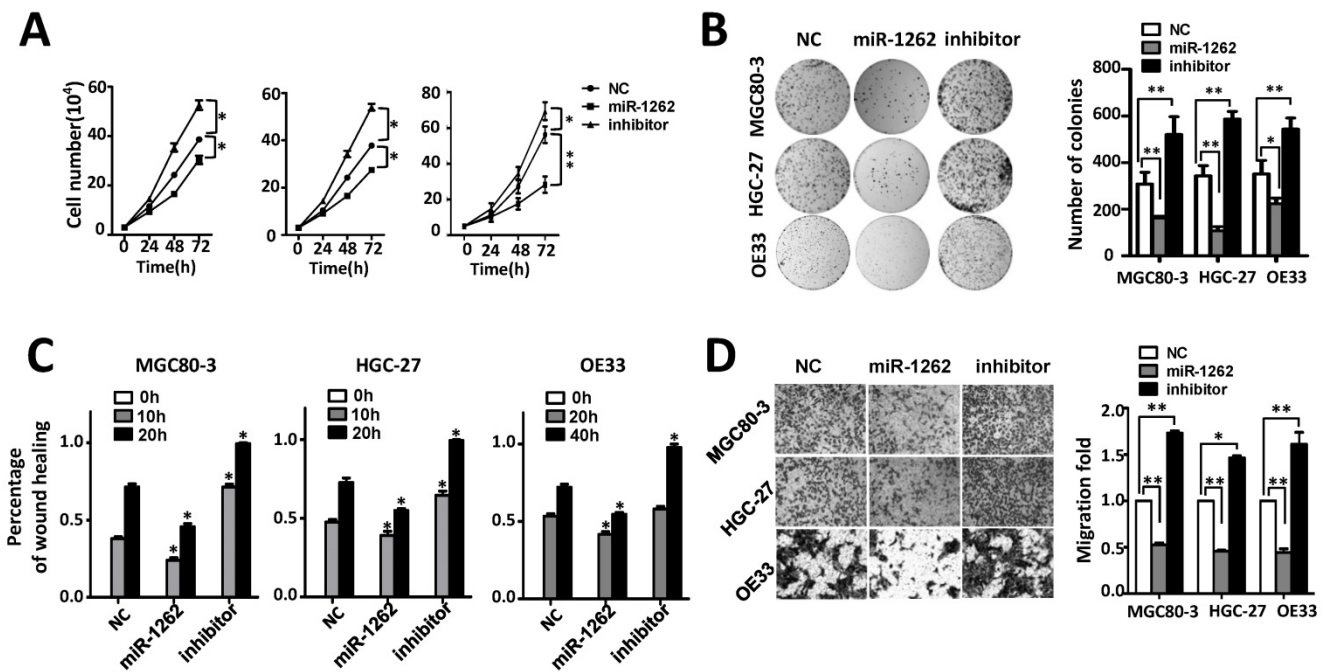 A
Cell number(10⁴)
60
40
20
0
0 24 48 72
Time(h)
*
*
60
40
20
0
0 24 48 72
Time(h)
*
*
80
60
40
20
0
0 24 48 72
Time(h)
*
**
NC
miR-1262
inhibitor
B
NC miR-1262 inhibitor
MGC80-3
HGC-27
OE33
NC
miR-1262
inhibitor
Number of colonies
800
600
400
200
0
** ** **
** ** *
MGC80-3 HGC-27 OE33
C
MGC80-3
0h
10h
20h
Percentage
of wound healing
1.0
0.5
0.0
* * * *
NC miR-1262 inhibitor
HGC-27
0h
10h
20h
1.0
0.5
0.0
* * * *
NC miR-1262 inhibitor
OE33
0h
20h
40h
1.0
0.5
0.0
* * *
NC miR-1262 inhibitor
D
NC miR-1262 inhibitor
MGC80-3
HGC-27
OE33
NC
miR-1262
inhibitor
Migration fold
2.0
1.5
1.0
0.5
0.0
** * **
** ** **
MGC80-3 HGC-27 OE33